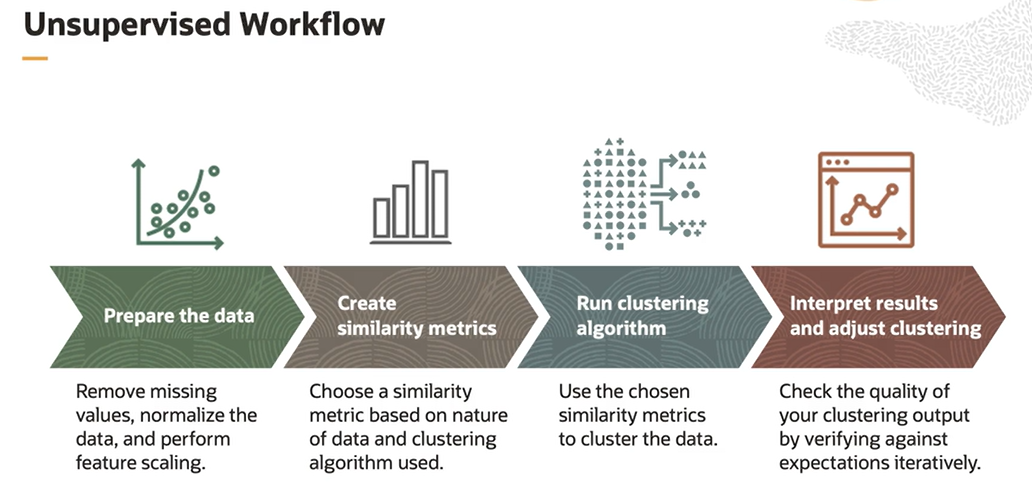 Unsupervised Workflow
Prepare the data
Create
similarity metrics
Run clustering
algorithm
Interpret results
and adjust clustering
Remove missing
values, normalize the
data, and perform
feature scaling.
Choose a similarity
metric based on nature
of data and clustering
algorithm used.
Use the chosen
similarity metrics
to cluster the data.
Check the quality of
your clustering output
by verifying against
expectations iteratively.